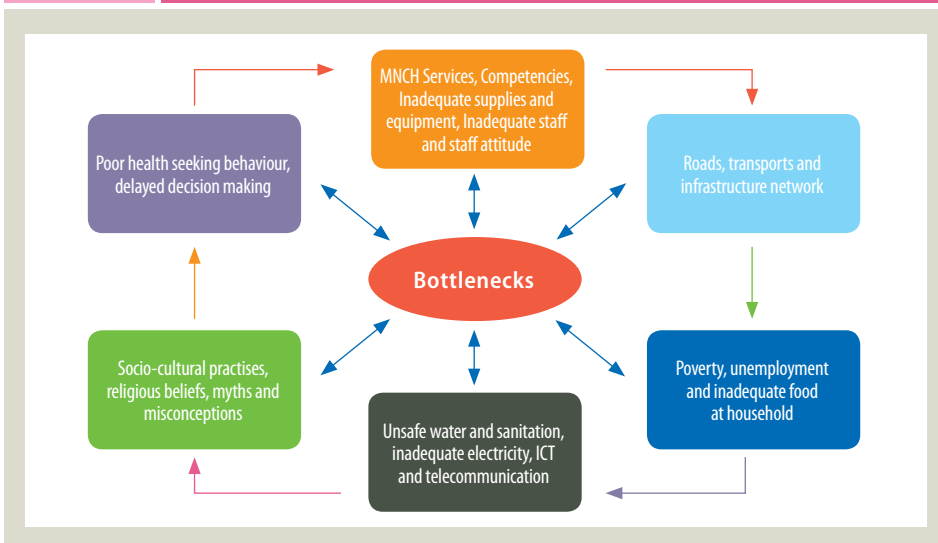 MNCH Services, Competencies,
Inadequate supplies and
equipment, Inadequate staff
and staff attitude
Poor health seeking behaviour,
delayed decision making
Roads, transports and
infrastructure network
Bottlenecks
Socio-cultural practises,
religious beliefs, myths and
misconceptions
Poverty, unemployment
and inadequate food
at household
Unsafe water and sanitation,
inadequate electricity, ICT
and telecommunication